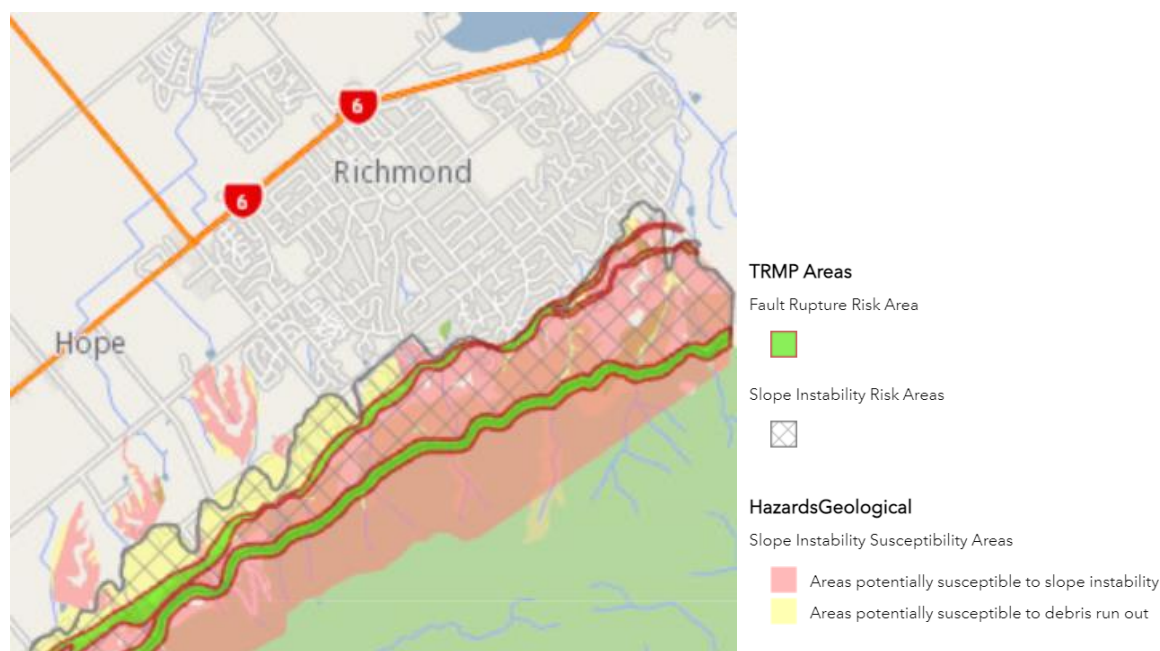 6
Richmond
6
Hope
TRMP Areas
Fault Rupture Risk Area
Slope Instability Risk Areas
HazardsGeological
Slope Instability Susceptibility Areas
Areas potentially susceptible to slope instability
Areas potentially susceptible to debris run out